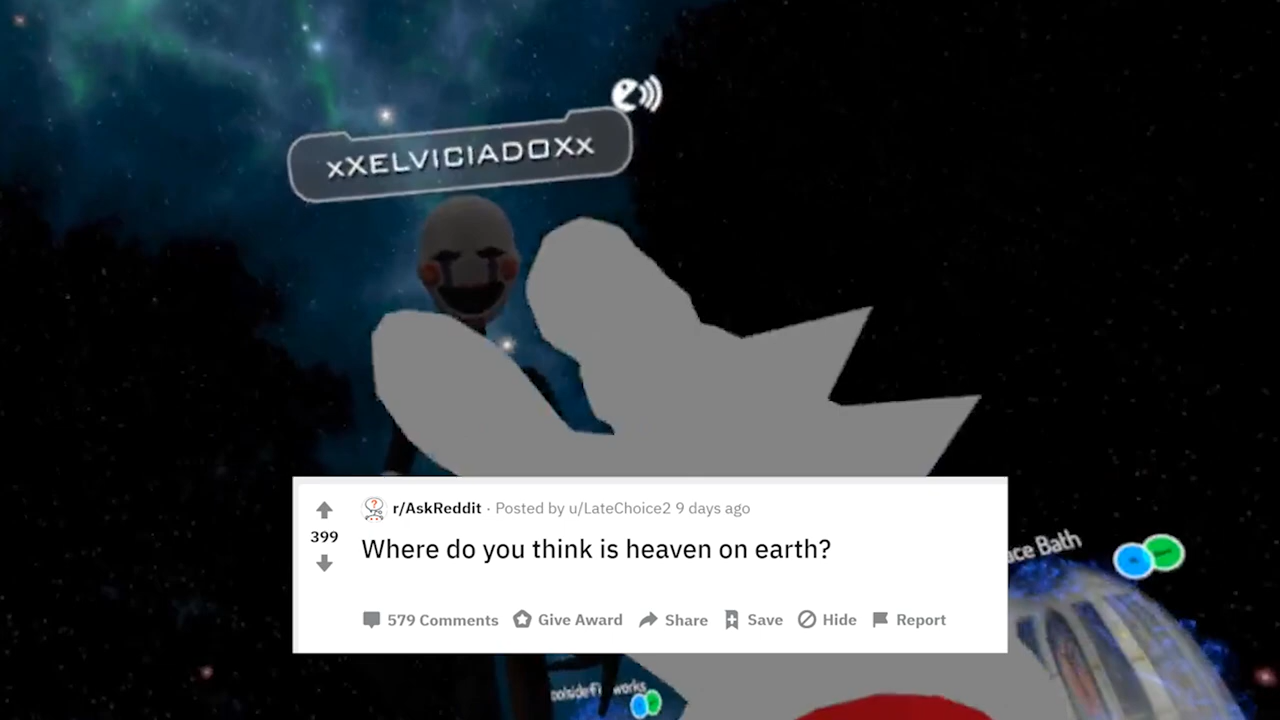 xXELVICIADOXx
r/AskReddit · Posted by u/LateChoice2 9 days ago
399
Where do you think is heaven on earth?
Bath
579 Comments Give Award Share Save Hide Report